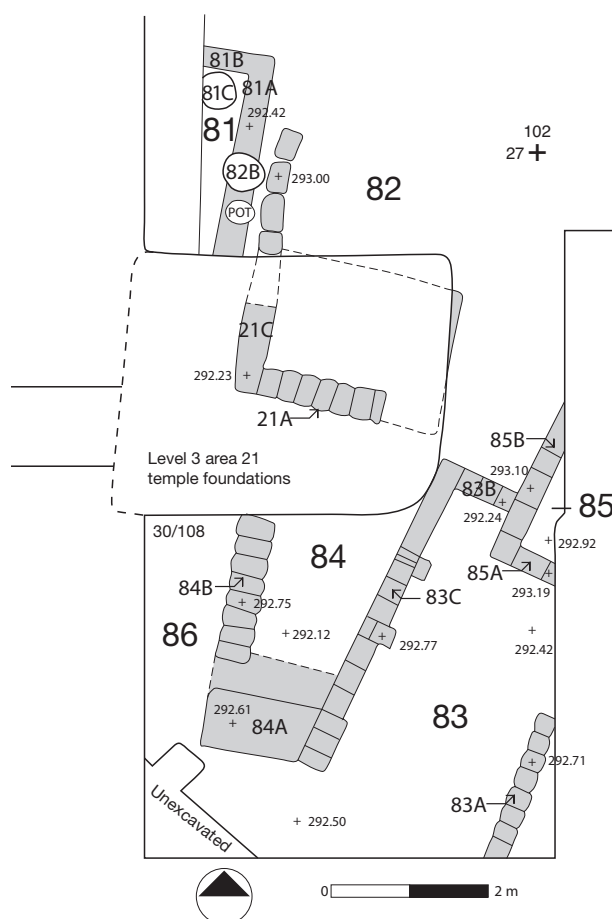 81B
81C
81A
292.42
81
82B
293.00
82
102
27
POT
21C
292.23
21A
Level 3 area 21
temple foundations
85B
293.10
83B
292.24
85
292.92
85A
293.19
30/108
84
84B
292.75
83C
86
292.12
292.77
292.42
292.61
84A
83
292.71
83A
Unexcavated
292.50
0
2 m